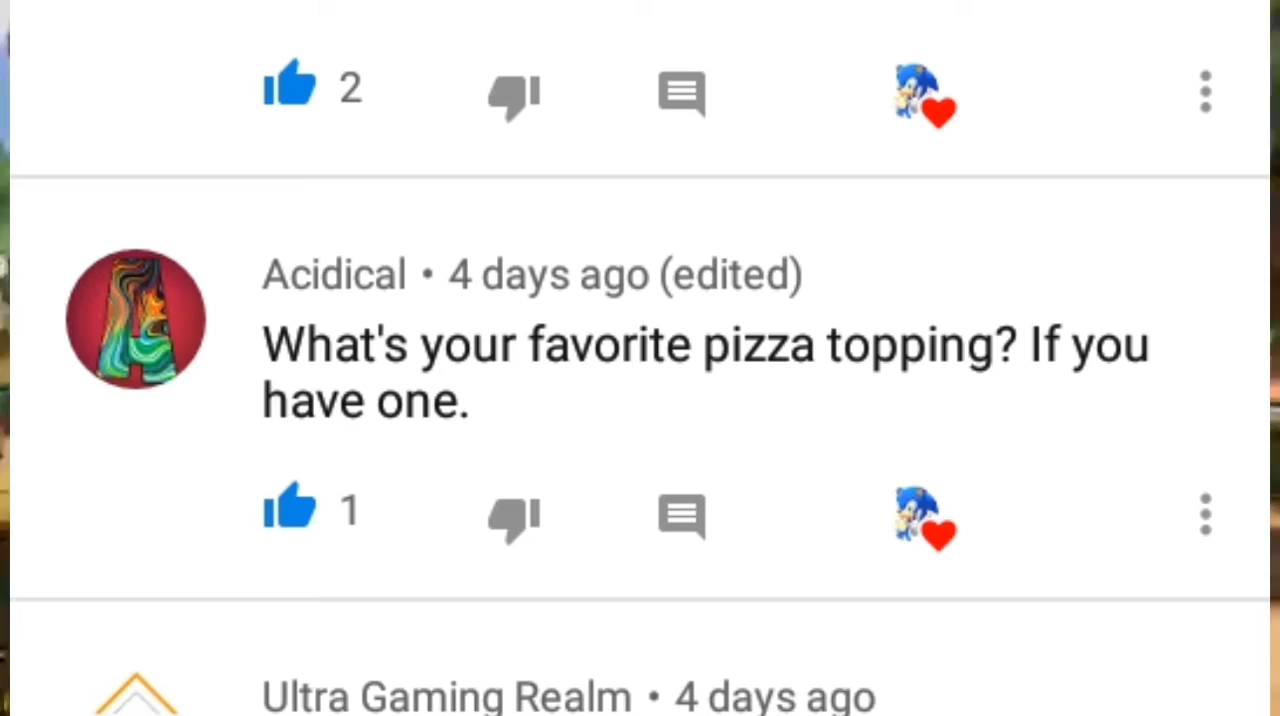 2
Acidical • 4 days ago (edited)
What's your favorite pizza topping? If you
have one.
1
Ultra Gaming Realm • 4 days ago